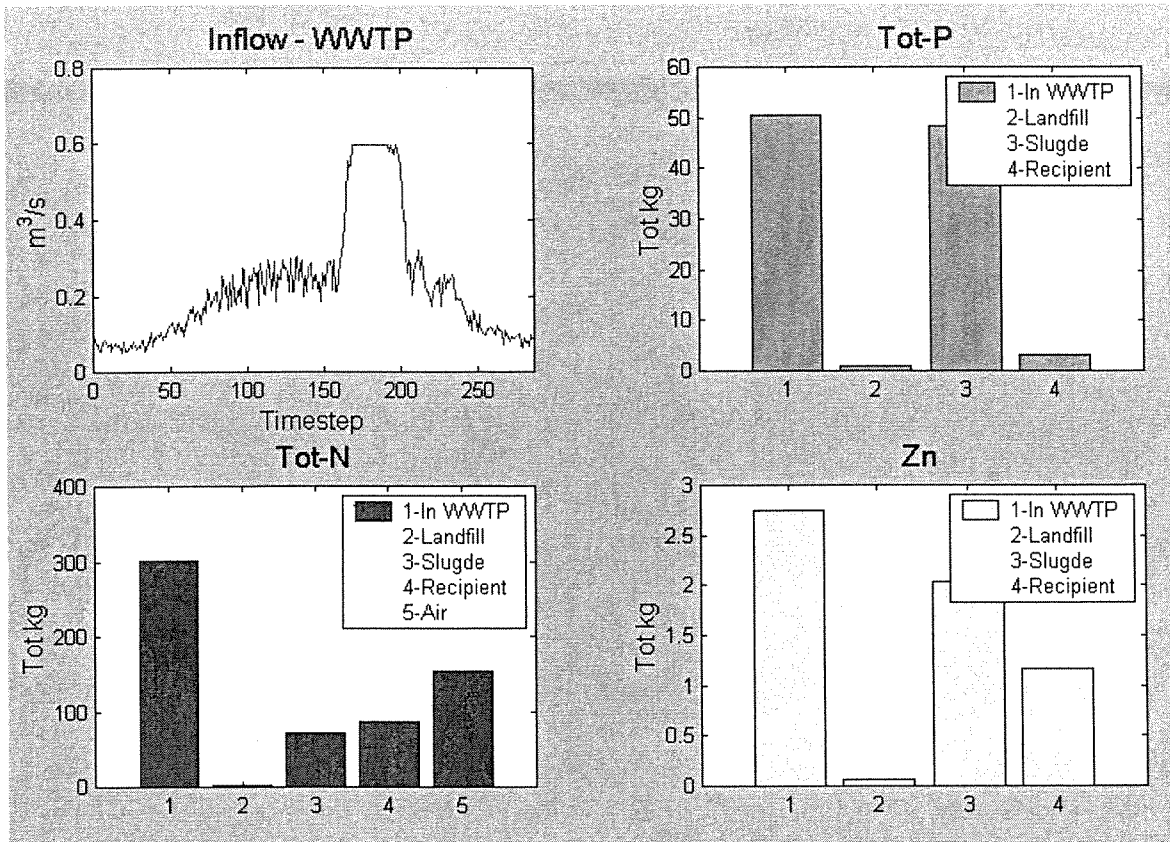 Inflow - WWTP
0.8
0.6
0.4
0.2
0
m³/s
0 50 100 150 200 250
Timestep
Tot-P
60
50
40
30
20
10
0
Tot kg
1-In WWTP
2-Landfill
3-Slugde
4-Recipient
1 2 3 4
Tot-N
400
300
200
100
0
Tot kg
1-In WWTP
2-Landfill
3-Slugde
4-Recipient
5-Air
1 2 3 4 5
Zn
3
2.5
2
1.5
1
0.5
0
Tot kg
1-In WWTP
2-Landfill
3-Slugde
4-Recipient
1 2 3 4